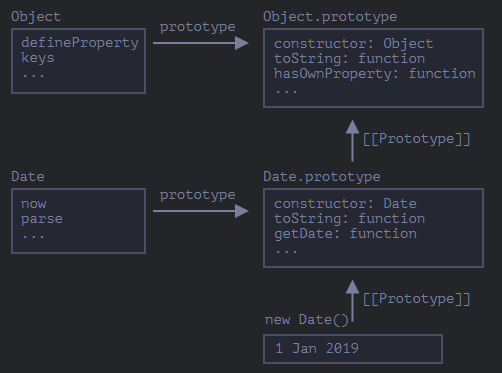 Object
defineProperty
keys
...
prototype
Object.prototype
constructor: Object
toString: function
hasOwnProperty: function
...
[[Prototype]]
Date
now
parse
...
prototype
Date.prototype
constructor: Date
toString: function
getDate: function
...
[[Prototype]]
new Date()
1 Jan 2019